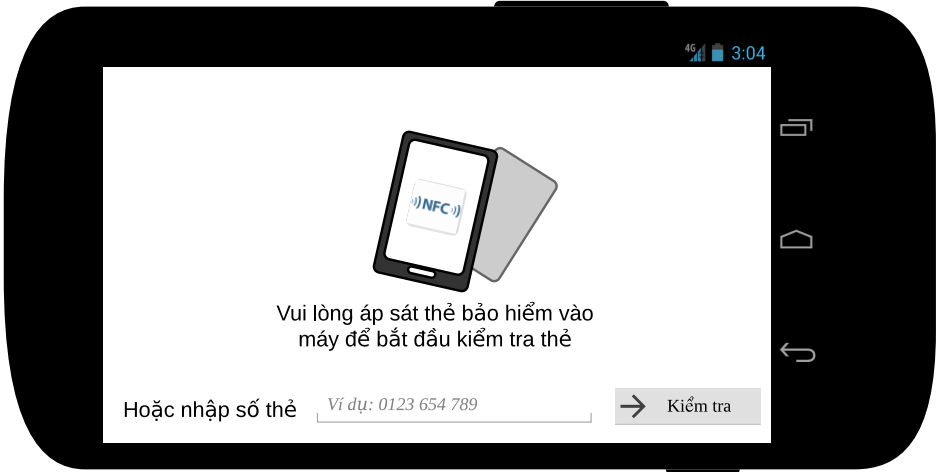 4G 3:04
NFC
Vui lòng áp sát thẻ bảo hiểm vào
máy để bắt đầu kiểm tra thẻ
Hoặc nhập số thẻ Ví dụ: 0123 654 789 Kiểm tra